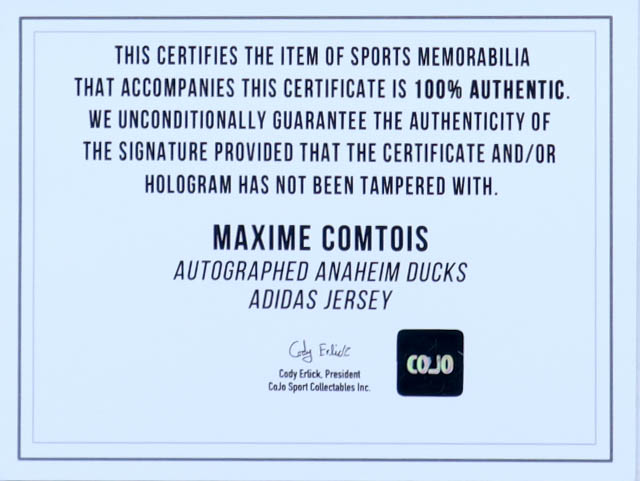 THIS CERTIFIES THE ITEM OF SPORTS MEMORABILIA
THAT ACCOMPANIES THIS CERTIFICATE IS 100% AUTHENTIC.
WE UNCONDITIONALLY GUARANTEE THE AUTHENTICITY OF
THE SIGNATURE PROVIDED THAT THE CERTIFICATE AND/OR
HOLOGRAM HAS NOT BEEN TAMPERED WITH.
MAXIME COMTOIS
AUTOGRAPHED ANAHEIM DUCKS
ADIDAS JERSEY
Cody Erlick
Cody Erlick, President
CoJo Sport Collectables Inc.
COJO